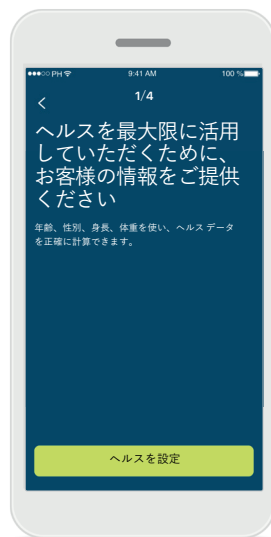 PH 9:41 AM 100 %
1/4
ヘルスを最大限に活用
していただくために、
お客様の情報をご提供
ください
年齢、性別、身長、体重を使い、ヘルス データ
を正確に計算できます。
ヘルスを設定